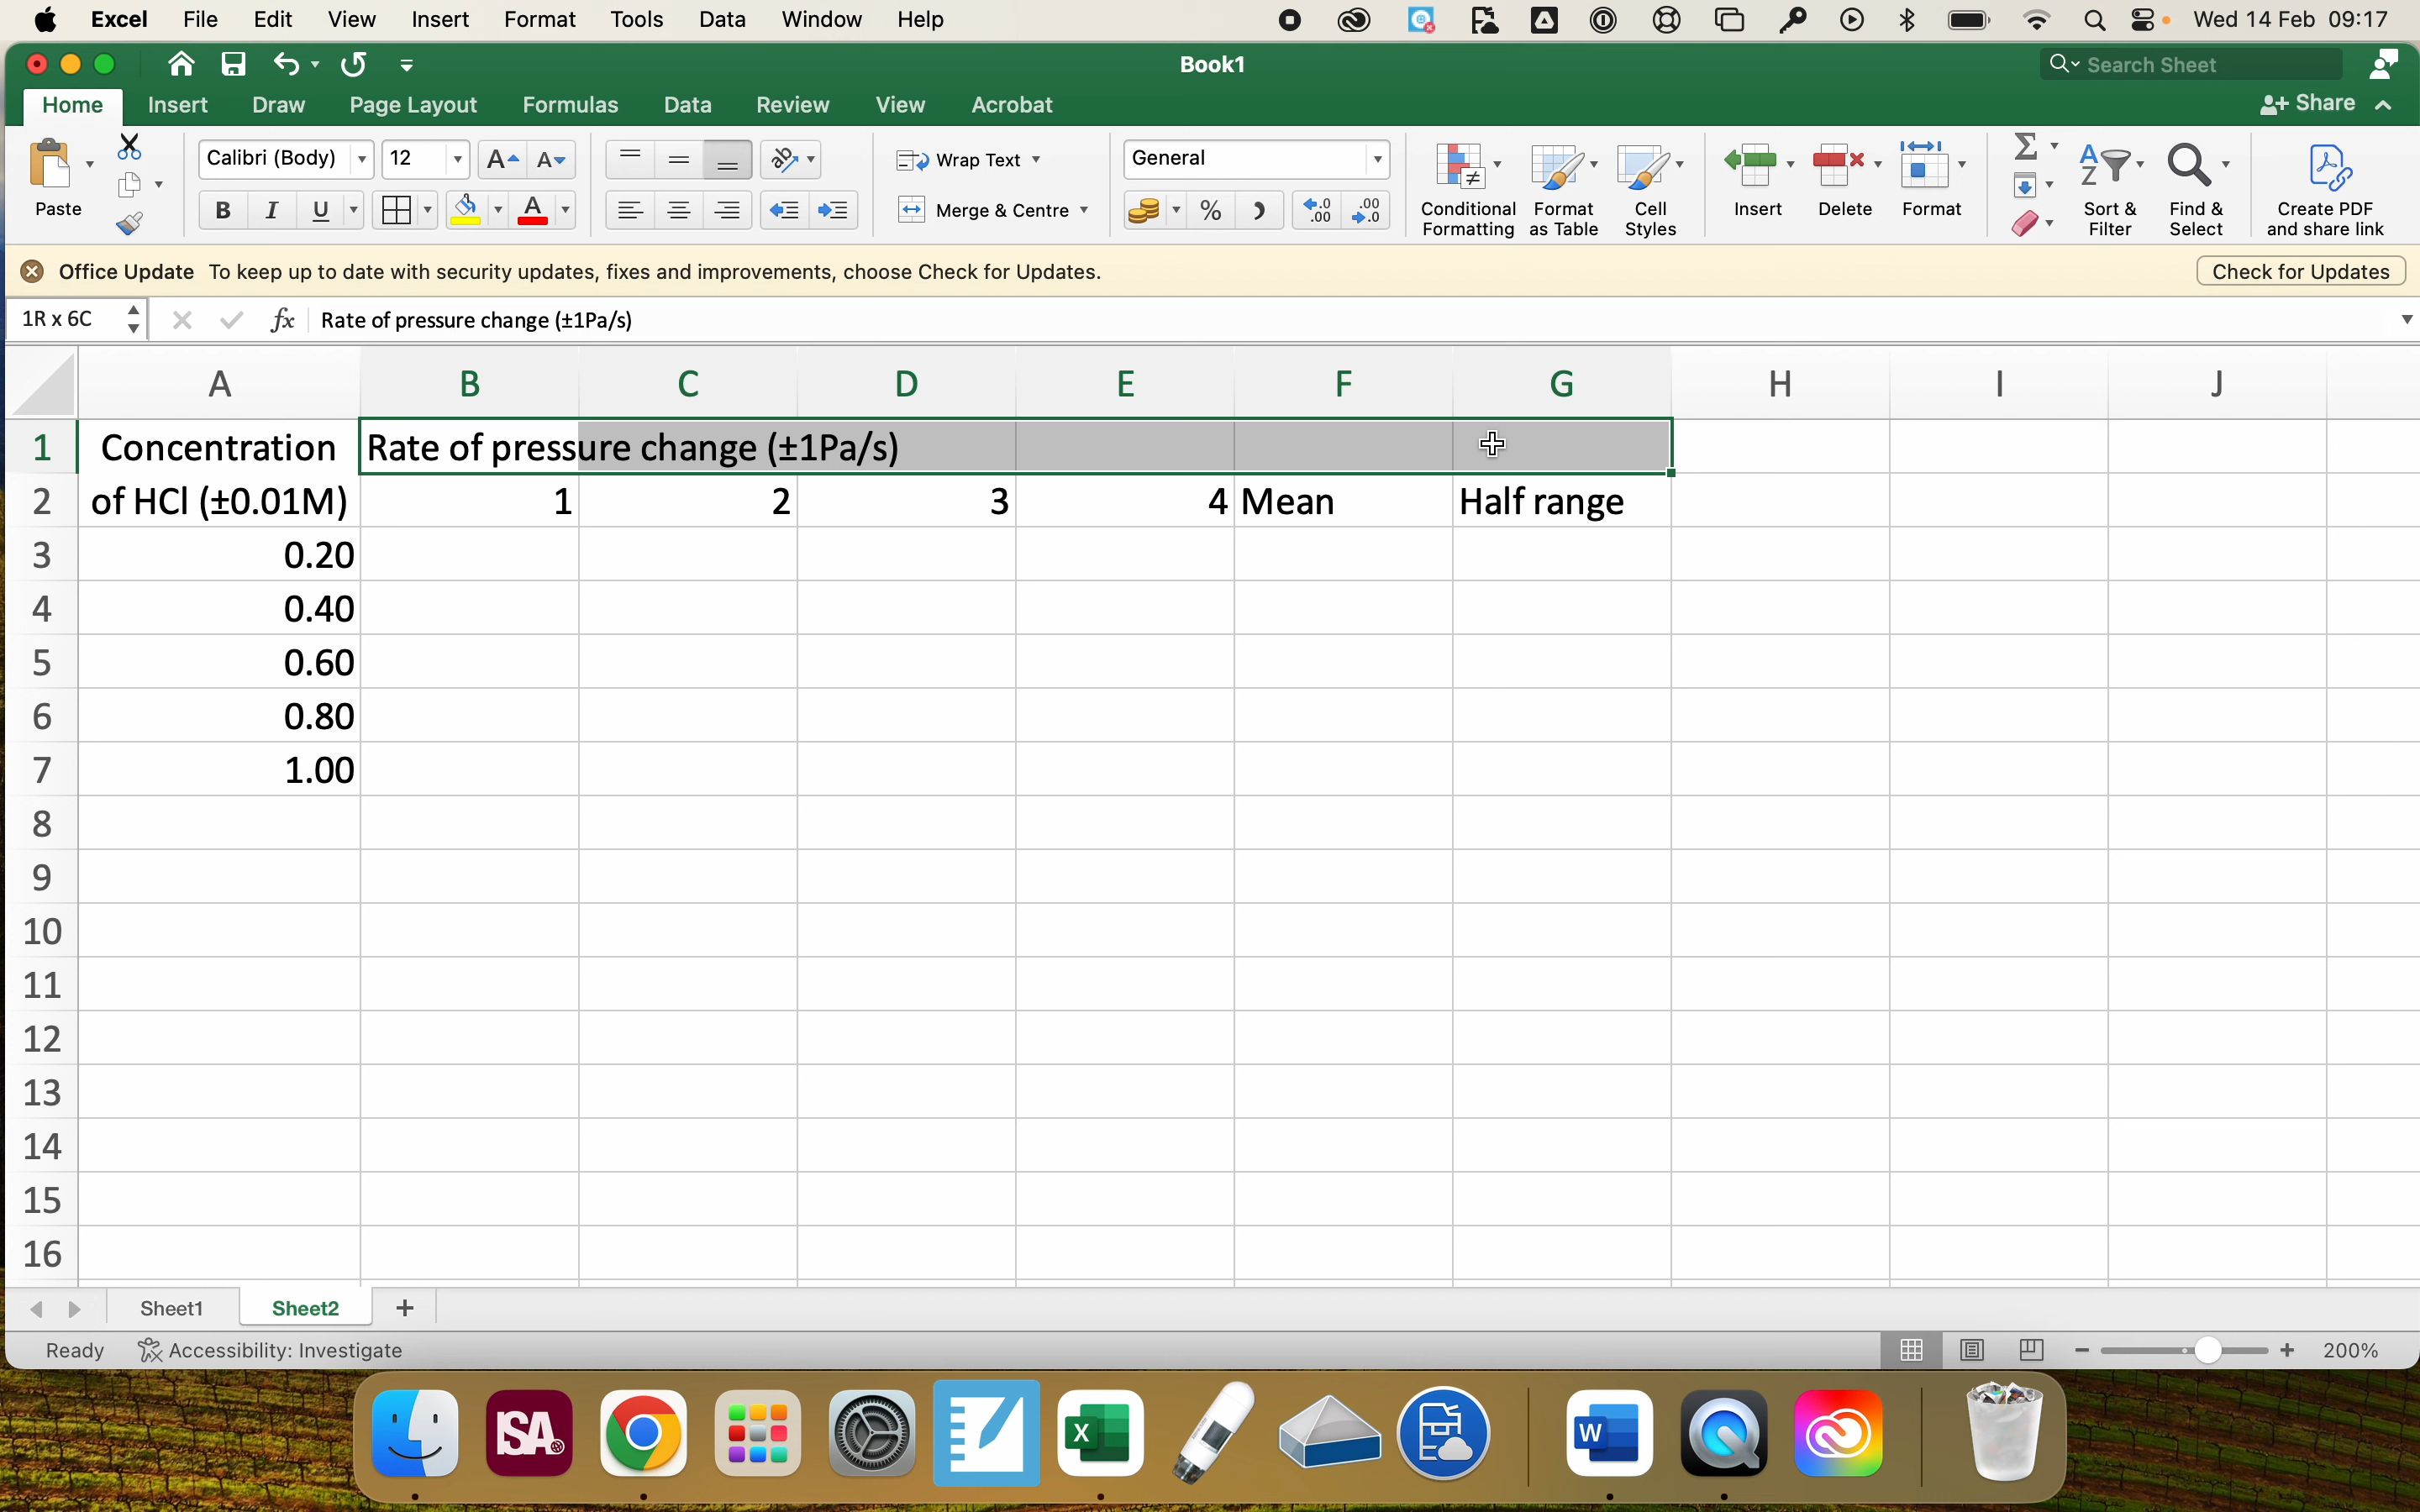 Excel File Edit View Insert Format Tools Data Window Help Wed 14 Feb 09:17
Book1 Search Sheet
Home Insert Draw Page Layout Formulas Data Review View Acrobat Share
Paste Calibri (Body) 12 A A Wrap Text General Conditional Formatting Format as Table Cell Styles Insert Delete Format Sort & Filter Find & Select Create PDF and share link
B I U A Merge & Centre %
Office Update To keep up to date with security updates, fixes and improvements, choose Check for Updates. Check for Updates
1R x 6C fx Rate of pressure change (±1Pa/s)
A B C D E F G H I J
1 Concentration Rate of pressure change (±1Pa/s)
2 of HCl (±0.01M) 1 2 3 4 Mean Half range
3 0.20
4 0.40
5 0.60
6 0.80
7 1.00
8
9
10
11
12
13
14
15
16
Sheet1 Sheet2 +
Ready Accessibility: Investigate 200%
ISA X W